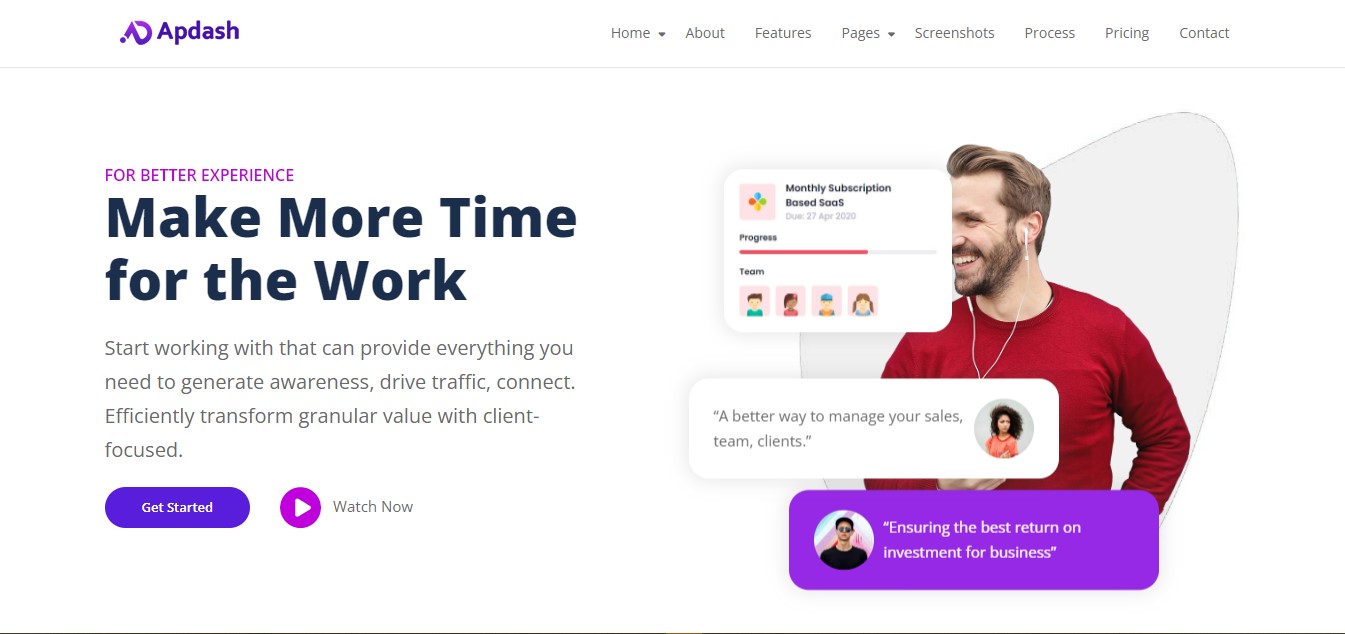 Apdash
Home
About
Features
Pages
Screenshots
Process
Pricing
Contact
FOR BETTER EXPERIENCE
Make More Time
for the Work
Start working with that can provide everything you
need to generate awareness, drive traffic, connect.
Efficiently transform granular value with client-
focused.
Get Started
Watch Now
Monthly Subscription
Based SaaS
Due: 27 Apr 2020
Progress
Team
“A better way to manage your sales,
team, clients.”
“Ensuring the best return on
investment for business”